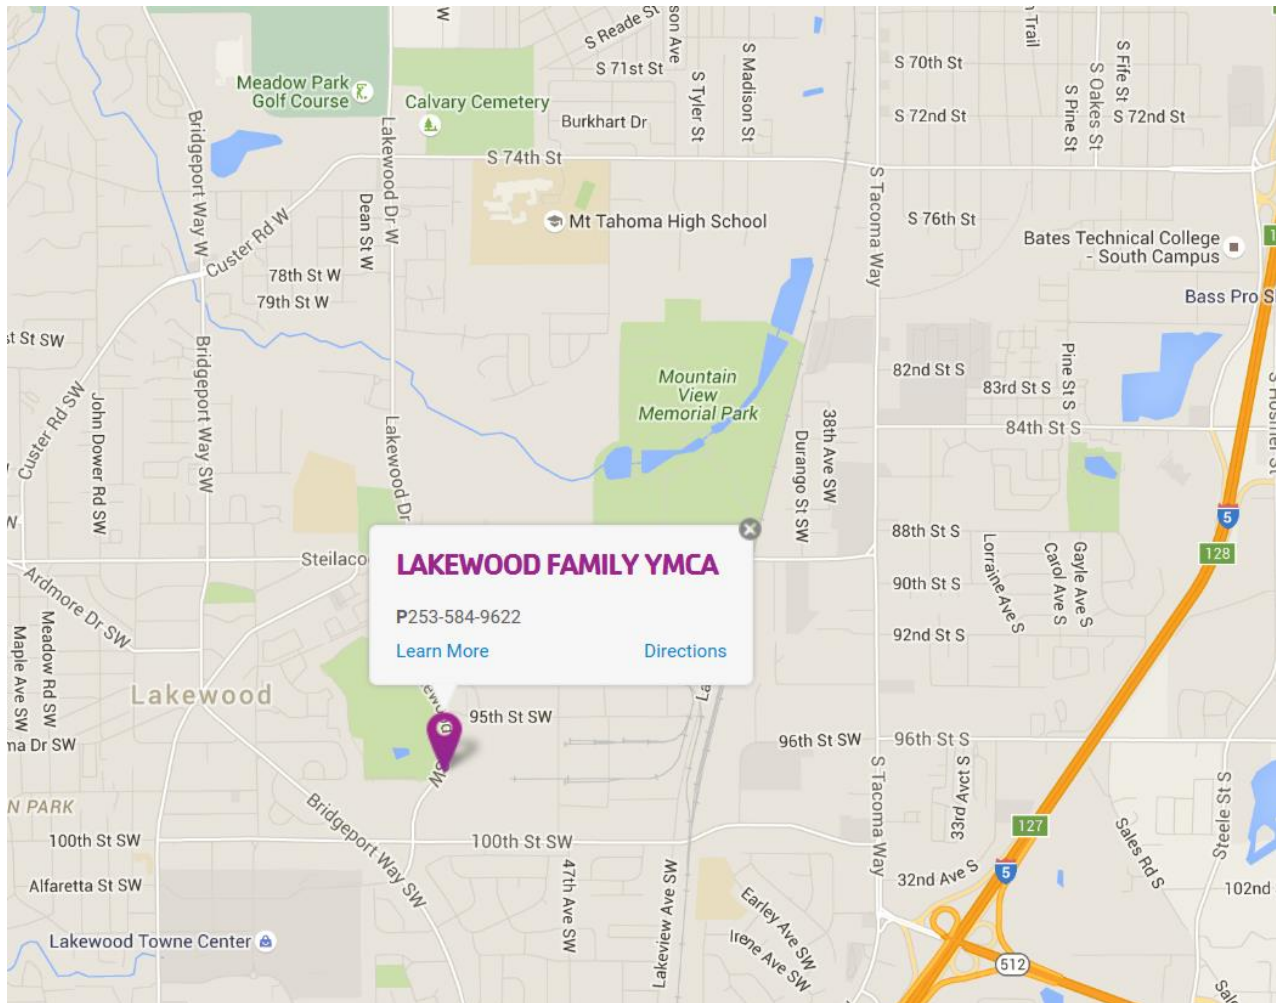 W
S Reade St
son Ave
n Trail
S 71st St
S Tyler St
S Madison St
S 70th St
S Fife St
S Oakes St
S Pine St
Meadow Park
Golf Course
Calvary Cemetery
Burkhart Dr
S 72nd St
S 72nd St
Bridgeport Way W
Lakewood Dr W
S 74th St
S Tacoma Way
Dean St W
Mt Tahoma High School
S 76th St
Bates Technical College
- South Campus
1
Custer Rd W
78th St W
79th St W
Bass Pro S
st St SW
Bridgeport Way SW
Mountain
View
Memorial Park
82nd St S
83rd St S
Pine St S
S Hosmer St
Custer Rd SW
John Dower Rd SW
Lakewood Dr
38th Ave SW
Durango St SW
84th St S
W
LAKEWOOD FAMILY YMCA
P253-584-9622
Learn More
Directions
88th St S
5
128
Steilaco
Ardmore Dr SW
90th St S
Lorraine Ave S
Carol Ave S
Gayle Ave S
92nd St S
Maple Ave SW
Meadow Rd SW
Lakewood
95th St SW
La
ma Dr SW
96th St SW
96th St S
N PARK
Bridgeport Way SW
S Tacoma Way
33rd Avct S
127
Sales Rd S
Steele St S
100th St SW
100th St SW
Alfaretta St SW
47th Ave SW
Lakeview Ave SW
32nd Ave S
5
102nd
Earley Ave SW
Irene Ave SW
Lakewood Towne Center
512